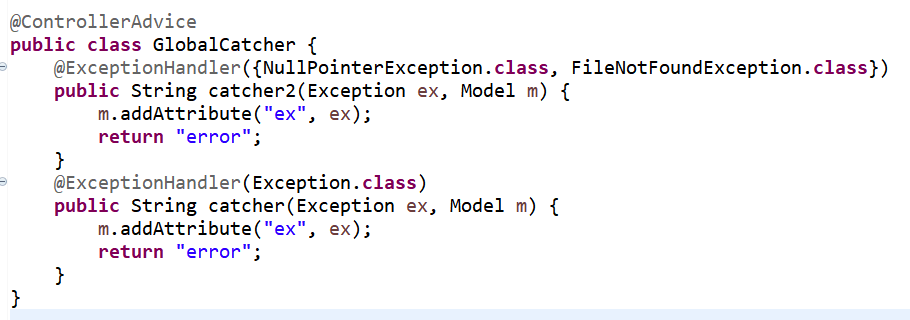 @ControllerAdvice
public class GlobalCatcher {
    @ExceptionHandler({NullPointerException.class, FileNotFoundException.class})
    public String catcher2(Exception ex, Model m) {
        m.addAttribute("ex", ex);
        return "error";
    }
    @ExceptionHandler(Exception.class)
    public String catcher(Exception ex, Model m) {
        m.addAttribute("ex", ex);
        return "error";
    }
}